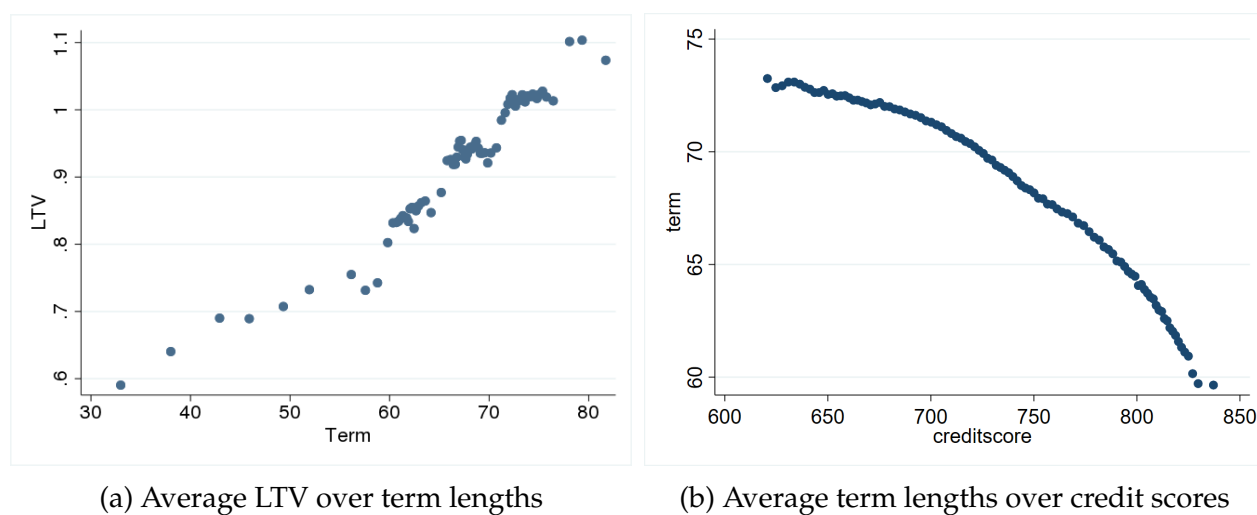 1.1
1
.9
.8
.7
.6
LTV
30 40 50 60 70 80
Term
(a) Average LTV over term lengths
75
70
65
60
term
600 650 700 750 800 850
creditscore
(b) Average term lengths over credit scores